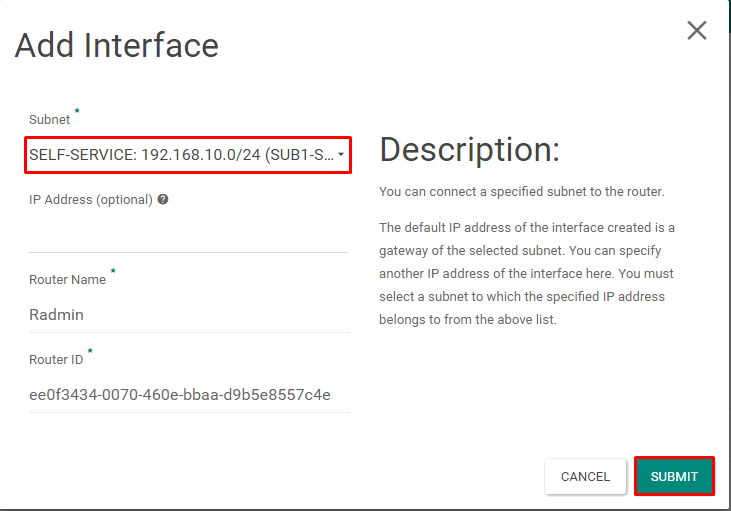 Add Interface
Subnet *
SELF-SERVICE: 192.168.10.0/24 (SUB1-S...
IP Address (optional)
Router Name *
Radmin
Router ID *
ee0f3434-0070-460e-bbaa-d9b5e8557c4e
Description:
You can connect a specified subnet to the router.
The default IP address of the interface created is a
gateway of the selected subnet. You can specify
another IP address of the interface here. You must
select a subnet to which the specified IP address
belongs to from the above list.
CANCEL
SUBMIT